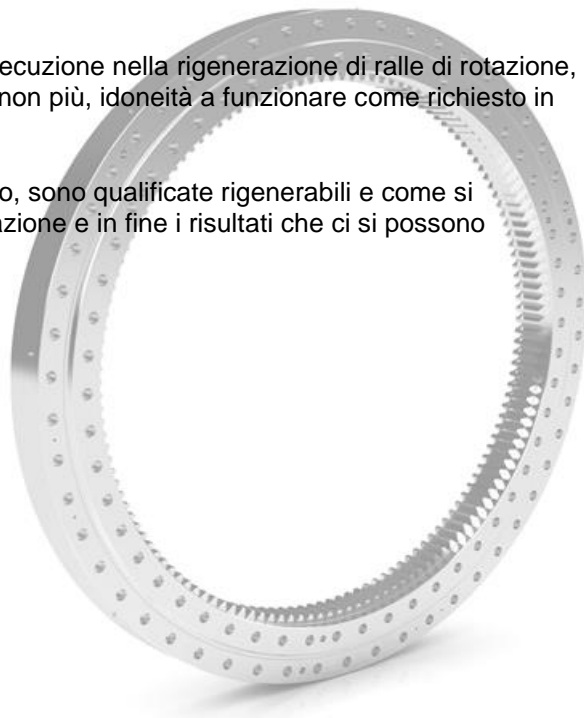 ecuzione nella rigenerazione di ralle di rotazione,
non più, idoneità a funzionare come richiesto in
o, sono qualificate rigenerabili e come si
azione e in fine i risultati che ci si possono